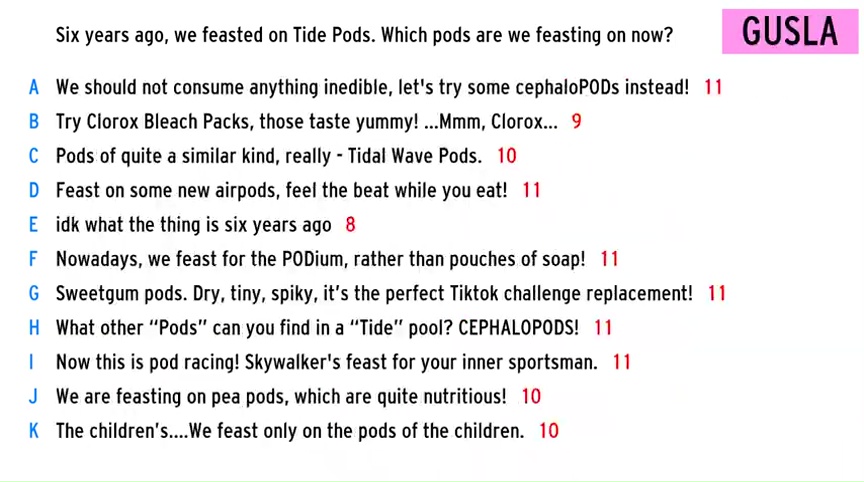 Six years ago, we feasted on Tide Pods. Which pods are we feasting on now?
GUSLA
A We should not consume anything inedible, let's try some cephaloPODs instead! 11
B Try Clorox Bleach Packs, those taste yummy! ...Mmm, Clorox... 9
C Pods of quite a similar kind, really - Tidal Wave Pods. 10
D Feast on some new airpods, feel the beat while you eat! 11
E idk what the thing is six years ago 8
F Nowadays, we feast for the PODium, rather than pouches of soap! 11
G Sweetgum pods. Dry, tiny, spiky, it’s the perfect Tiktok challenge replacement! 11
H What other “Pods” can you find in a “Tide” pool? CEPHALOPODS! 11
I Now this is pod racing! Skywalker's feast for your inner sportsman. 11
J We are feasting on pea pods, which are quite nutritious! 10
K The children’s....We feast only on the pods of the children. 10